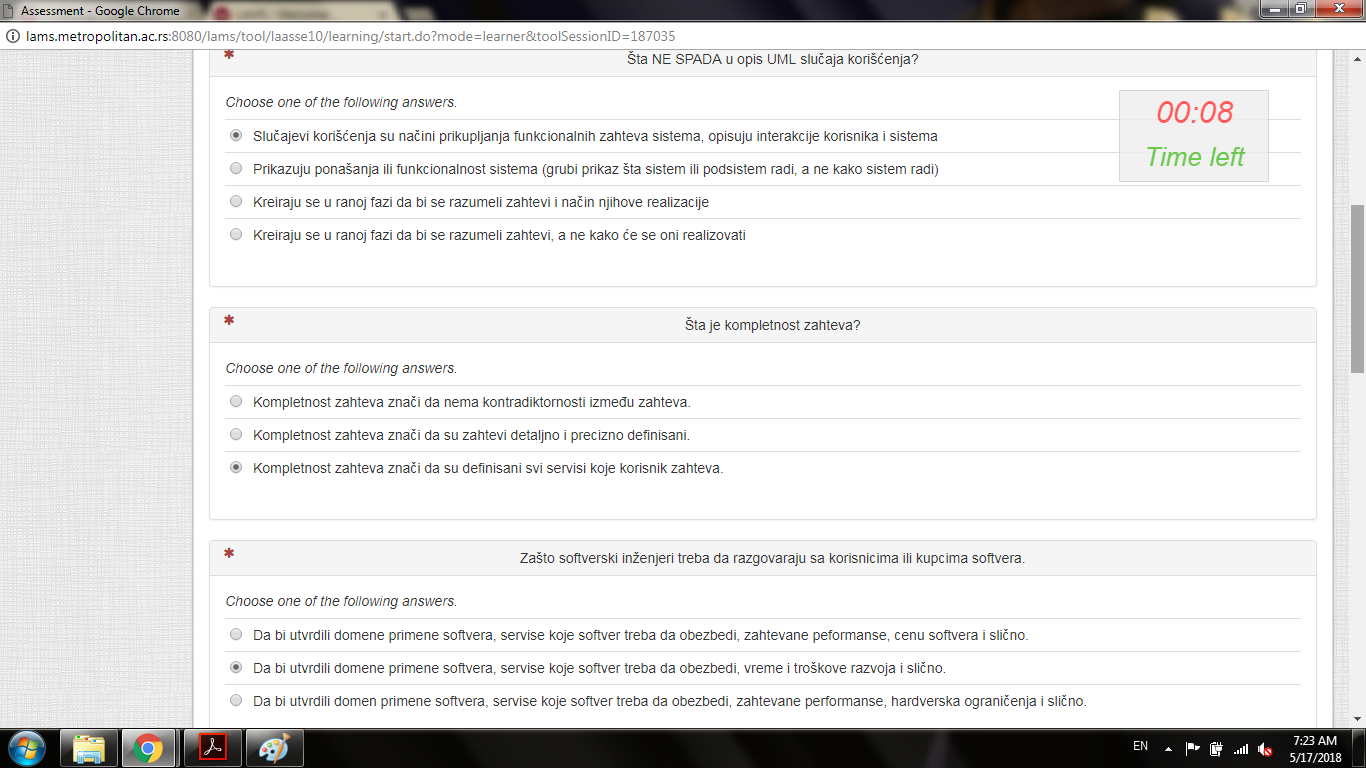 Assessment - Google Chrome
lams.metropolitan.ac.rs:8080/lams/tool/laasse10/learning/start.do?mode=learner&toolSessionID=187035
* Šta NE SPADA u opis UML slučaja korišćenja?
Choose one of the following answers.
00:08
Time left
Slučajevi korišćenja su načini prikupljanja funkcionalnih zahteva sistema, opisuju interakcije korisnika i sistema
Prikazuju ponašanja ili funkcionalnost sistema (grubi prikaz šta sistem ili podsistem radi, a ne kako sistem radi)
Kreiraju se u ranoj fazi da bi se razumeli zahtevi i način njihove realizacije
Kreiraju se u ranoj fazi da bi se razumeli zahtevi, a ne kako će se oni realizovati
* Šta je kompletnost zahteva?
Choose one of the following answers.
Kompletnost zahteva znači da nema kontradiktornosti između zahteva.
Kompletnost zahteva znači da su zahtevi detaljno i precizno definisani.
Kompletnost zahteva znači da su definisani svi servisi koje korisnik zahteva.
* Zašto softverski inženjeri treba da razgovaraju sa korisnicima ili kupcima softvera.
Choose one of the following answers.
Da bi utvrdili domene primene softvera, servise koje softver treba da obezbedi, zahtevane peformanse, cenu softvera i slično.
Da bi utvrdili domene primene softvera, servise koje softver treba da obezbedi, vreme i troškove razvoja i slično.
Da bi utvrdili domen primene softvera, servise koje softver treba da obezbedi, zahtevane performanse, hardverska ograničenja i slično.
EN
7:23 AM
5/17/2018